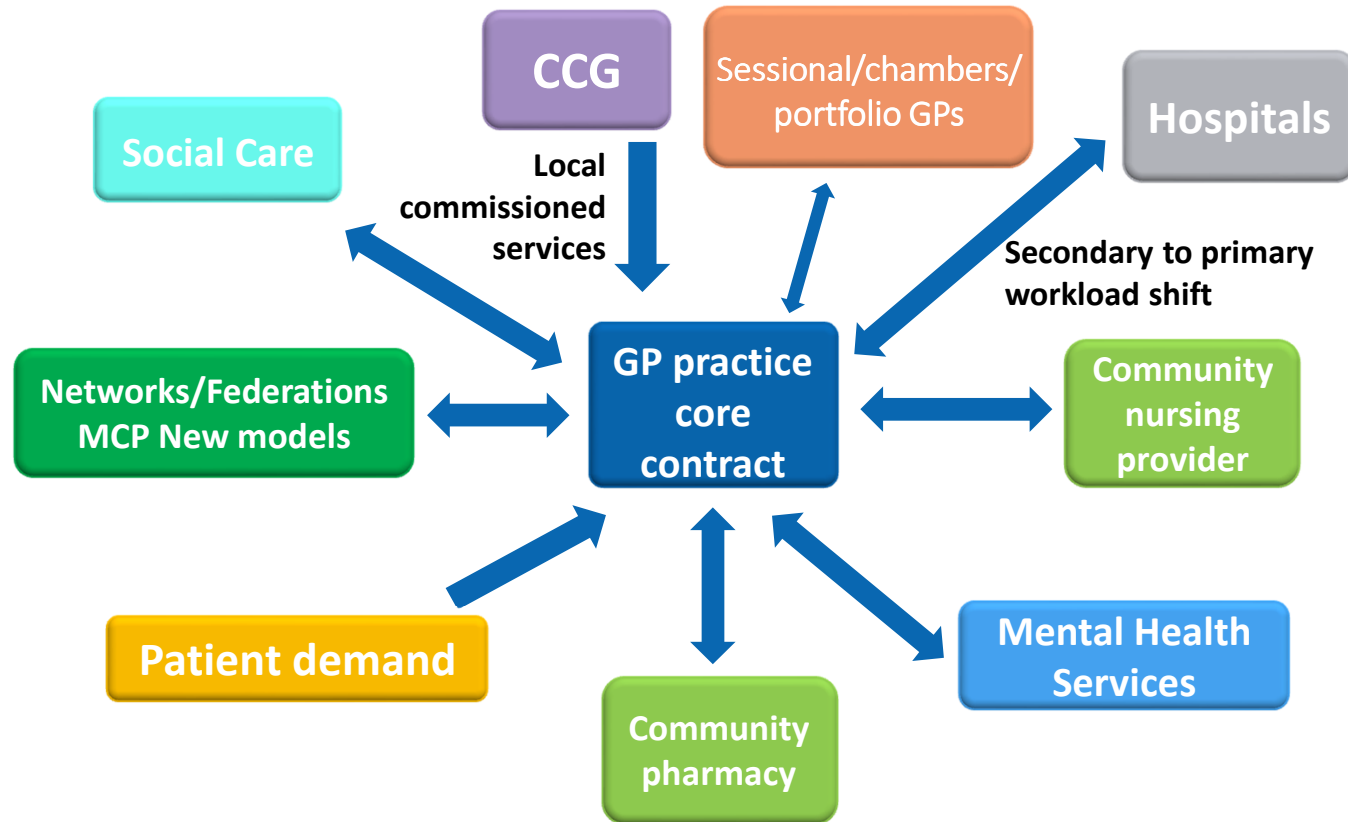 CCG
Sessional/chambers/
portfolio GPs
Hospitals
Social Care
Local
commissioned
services
Secondary to primary
workload shift
GP practice
core
contract
Networks/Federations
MCP New models
Community
nursing
provider
Patient demand
Mental Health
Services
Community
pharmacy